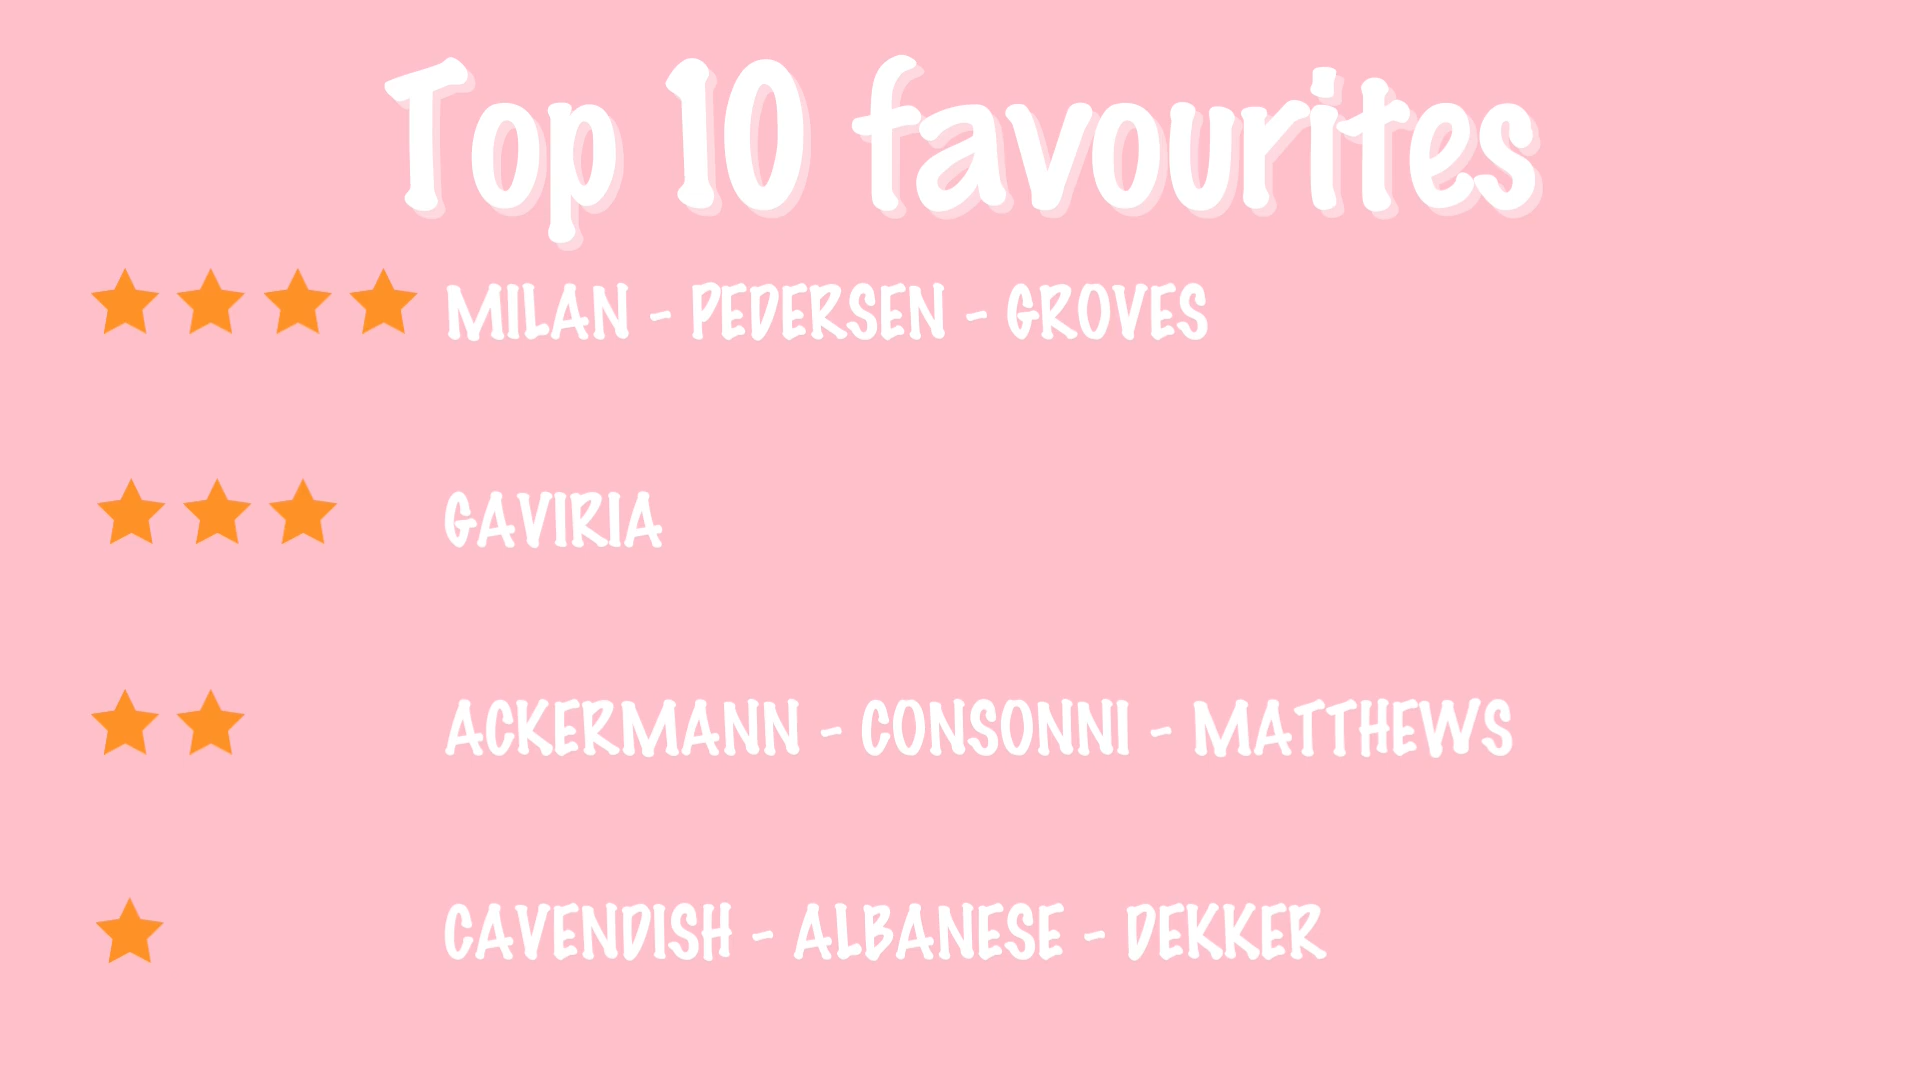 Top 10 favourites
MILAN - PEDERSEN - GROVES
GAVIRIA
ACKERMANN - CONSONNI - MATTHEWS
CAVENDISH - ALBANESE - DEKKER